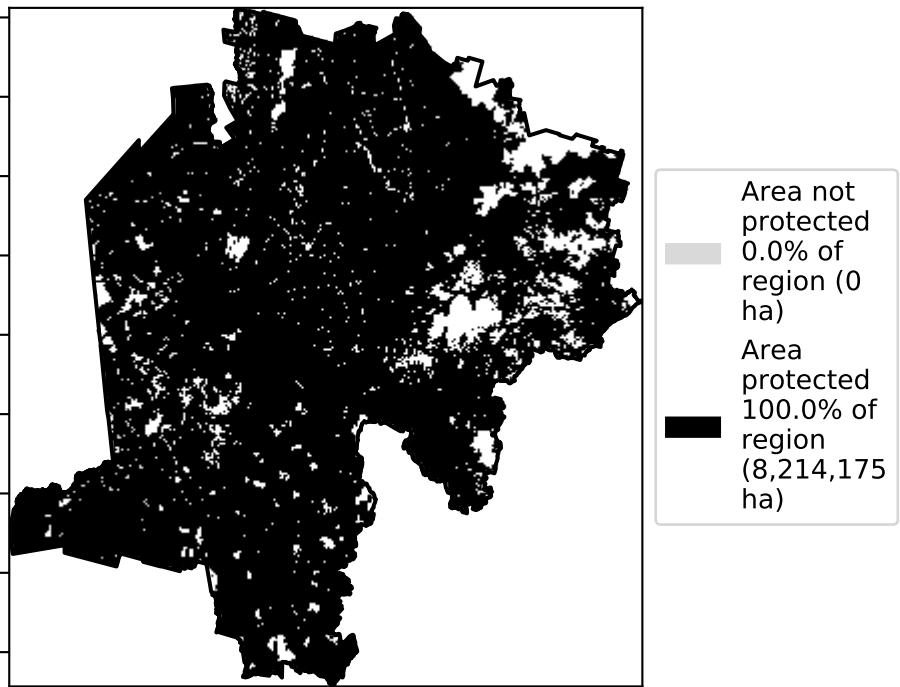 Area not
protected
0.0% of
region (0
ha)
Area
protected
100.0% of
region
(8,214,175
ha)